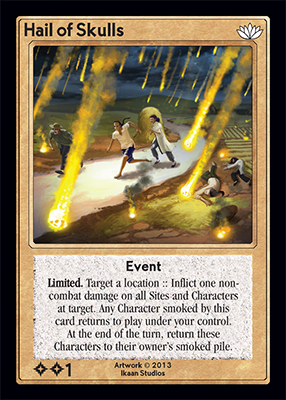 Hail of Skulls
Event
Limited. Target a location :: Inflict one non-
combat damage on all Sites and Characters
at target. Any Character smoked by this
card returns to play under your control.
At the end of the turn, return these
Characters to their owner's smoked pile.
1
Artwork © 2013
Ikaan Studios